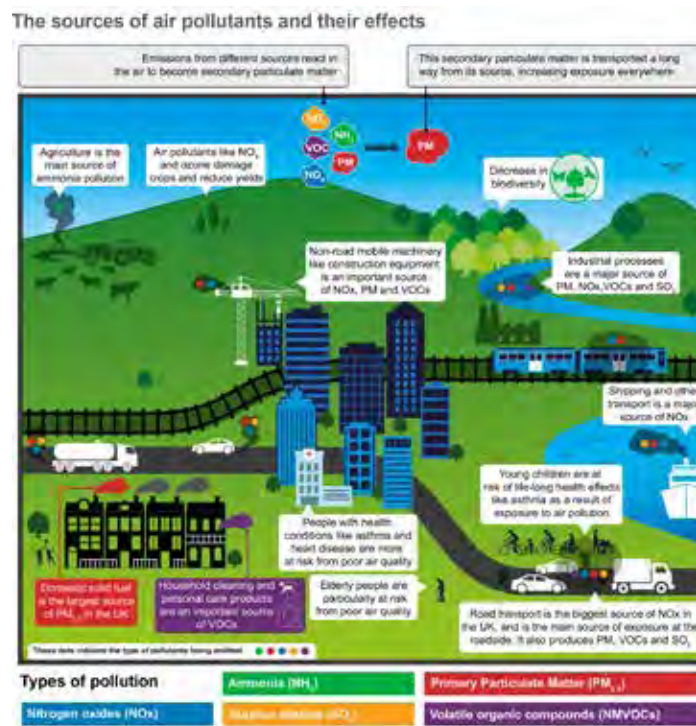 The sources of air pollutants and their effects
Emissions from different sources react in
the air to become secondary particulate matter
This secondary particulate matter is transported a long
way from its source, increasing exposure everywhere
NH₃
VOC
PM
NOₓ
PM
Agriculture is the
main source of
ammonia pollution
Air pollutants like NOₓ
and ozone damage
crops and reduce yields
Decrease in
biodiversity
Non-road mobile machinery
like construction equipment
is an important source
of NOx, PM and VOCs
Industrial processes
are a major source of
PM, NOx, VOCs and SO₂
Shipping and other
transport is a major
source of NOx
Young children are at
risk of life-long health effects
like asthma as a result of
exposure to air pollution
People with health
conditions like asthma and
heart disease are more
at risk from poor air quality
Elderly people are
particularly at risk
from poor air quality
Domestic solid fuel
is the largest source
of PM₂.₅ in the UK
Household cleaning and
personal care products
are an important source
of VOCs
Road transport is the biggest source of NOx in
the UK, and is the main source of exposure at the
roadside. It also produces PM, VOCs and SO₂
These dots indicate the type of pollutants being emitted
Types of pollution
Ammonia (NH₃)
Primary Particulate Matter (PM₂.₅)
Nitrogen oxides (NOx)
Sulphur dioxide (SO₂)
Volatile organic compounds (NMVOCs)